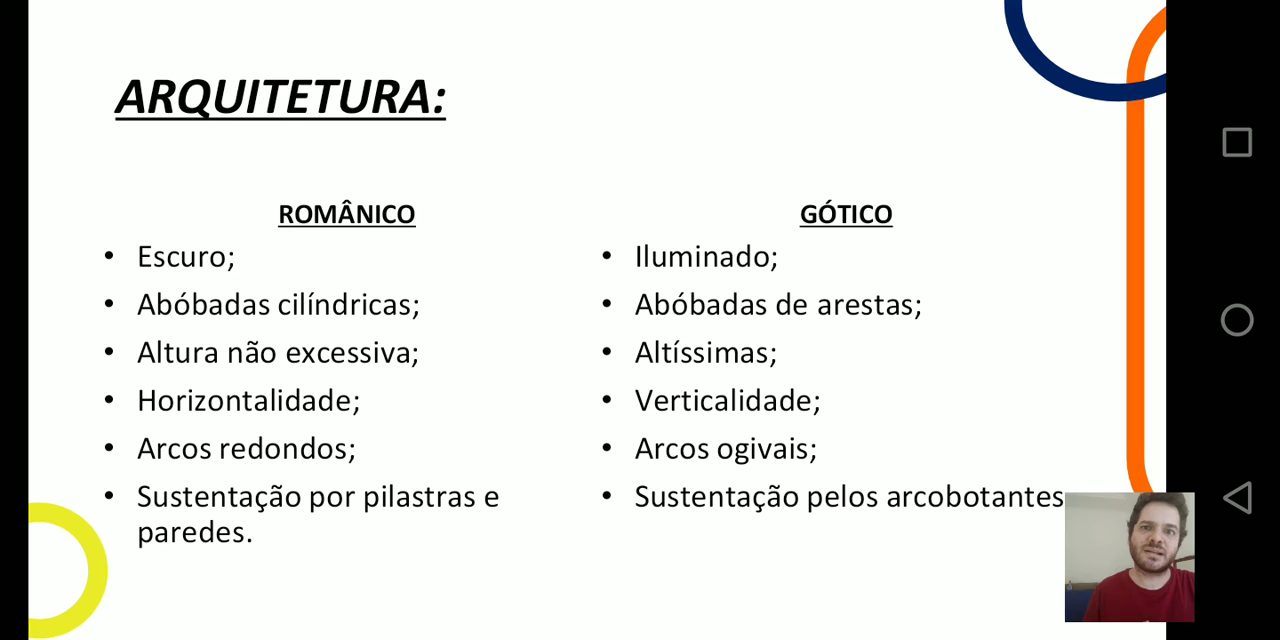 ARQUITETURA:
ROMÂNICO
Escuro;
Abóbadas cilíndricas;
Altura não excessiva;
Horizontalidade;
Arcos redondos;
Sustentação por pilastras e
paredes.
GÓTICO
Iluminado;
Abóbadas de arestas;
Altíssimas;
Verticalidade;
Arcos ogivais;
Sustentação pelos arcobotantes